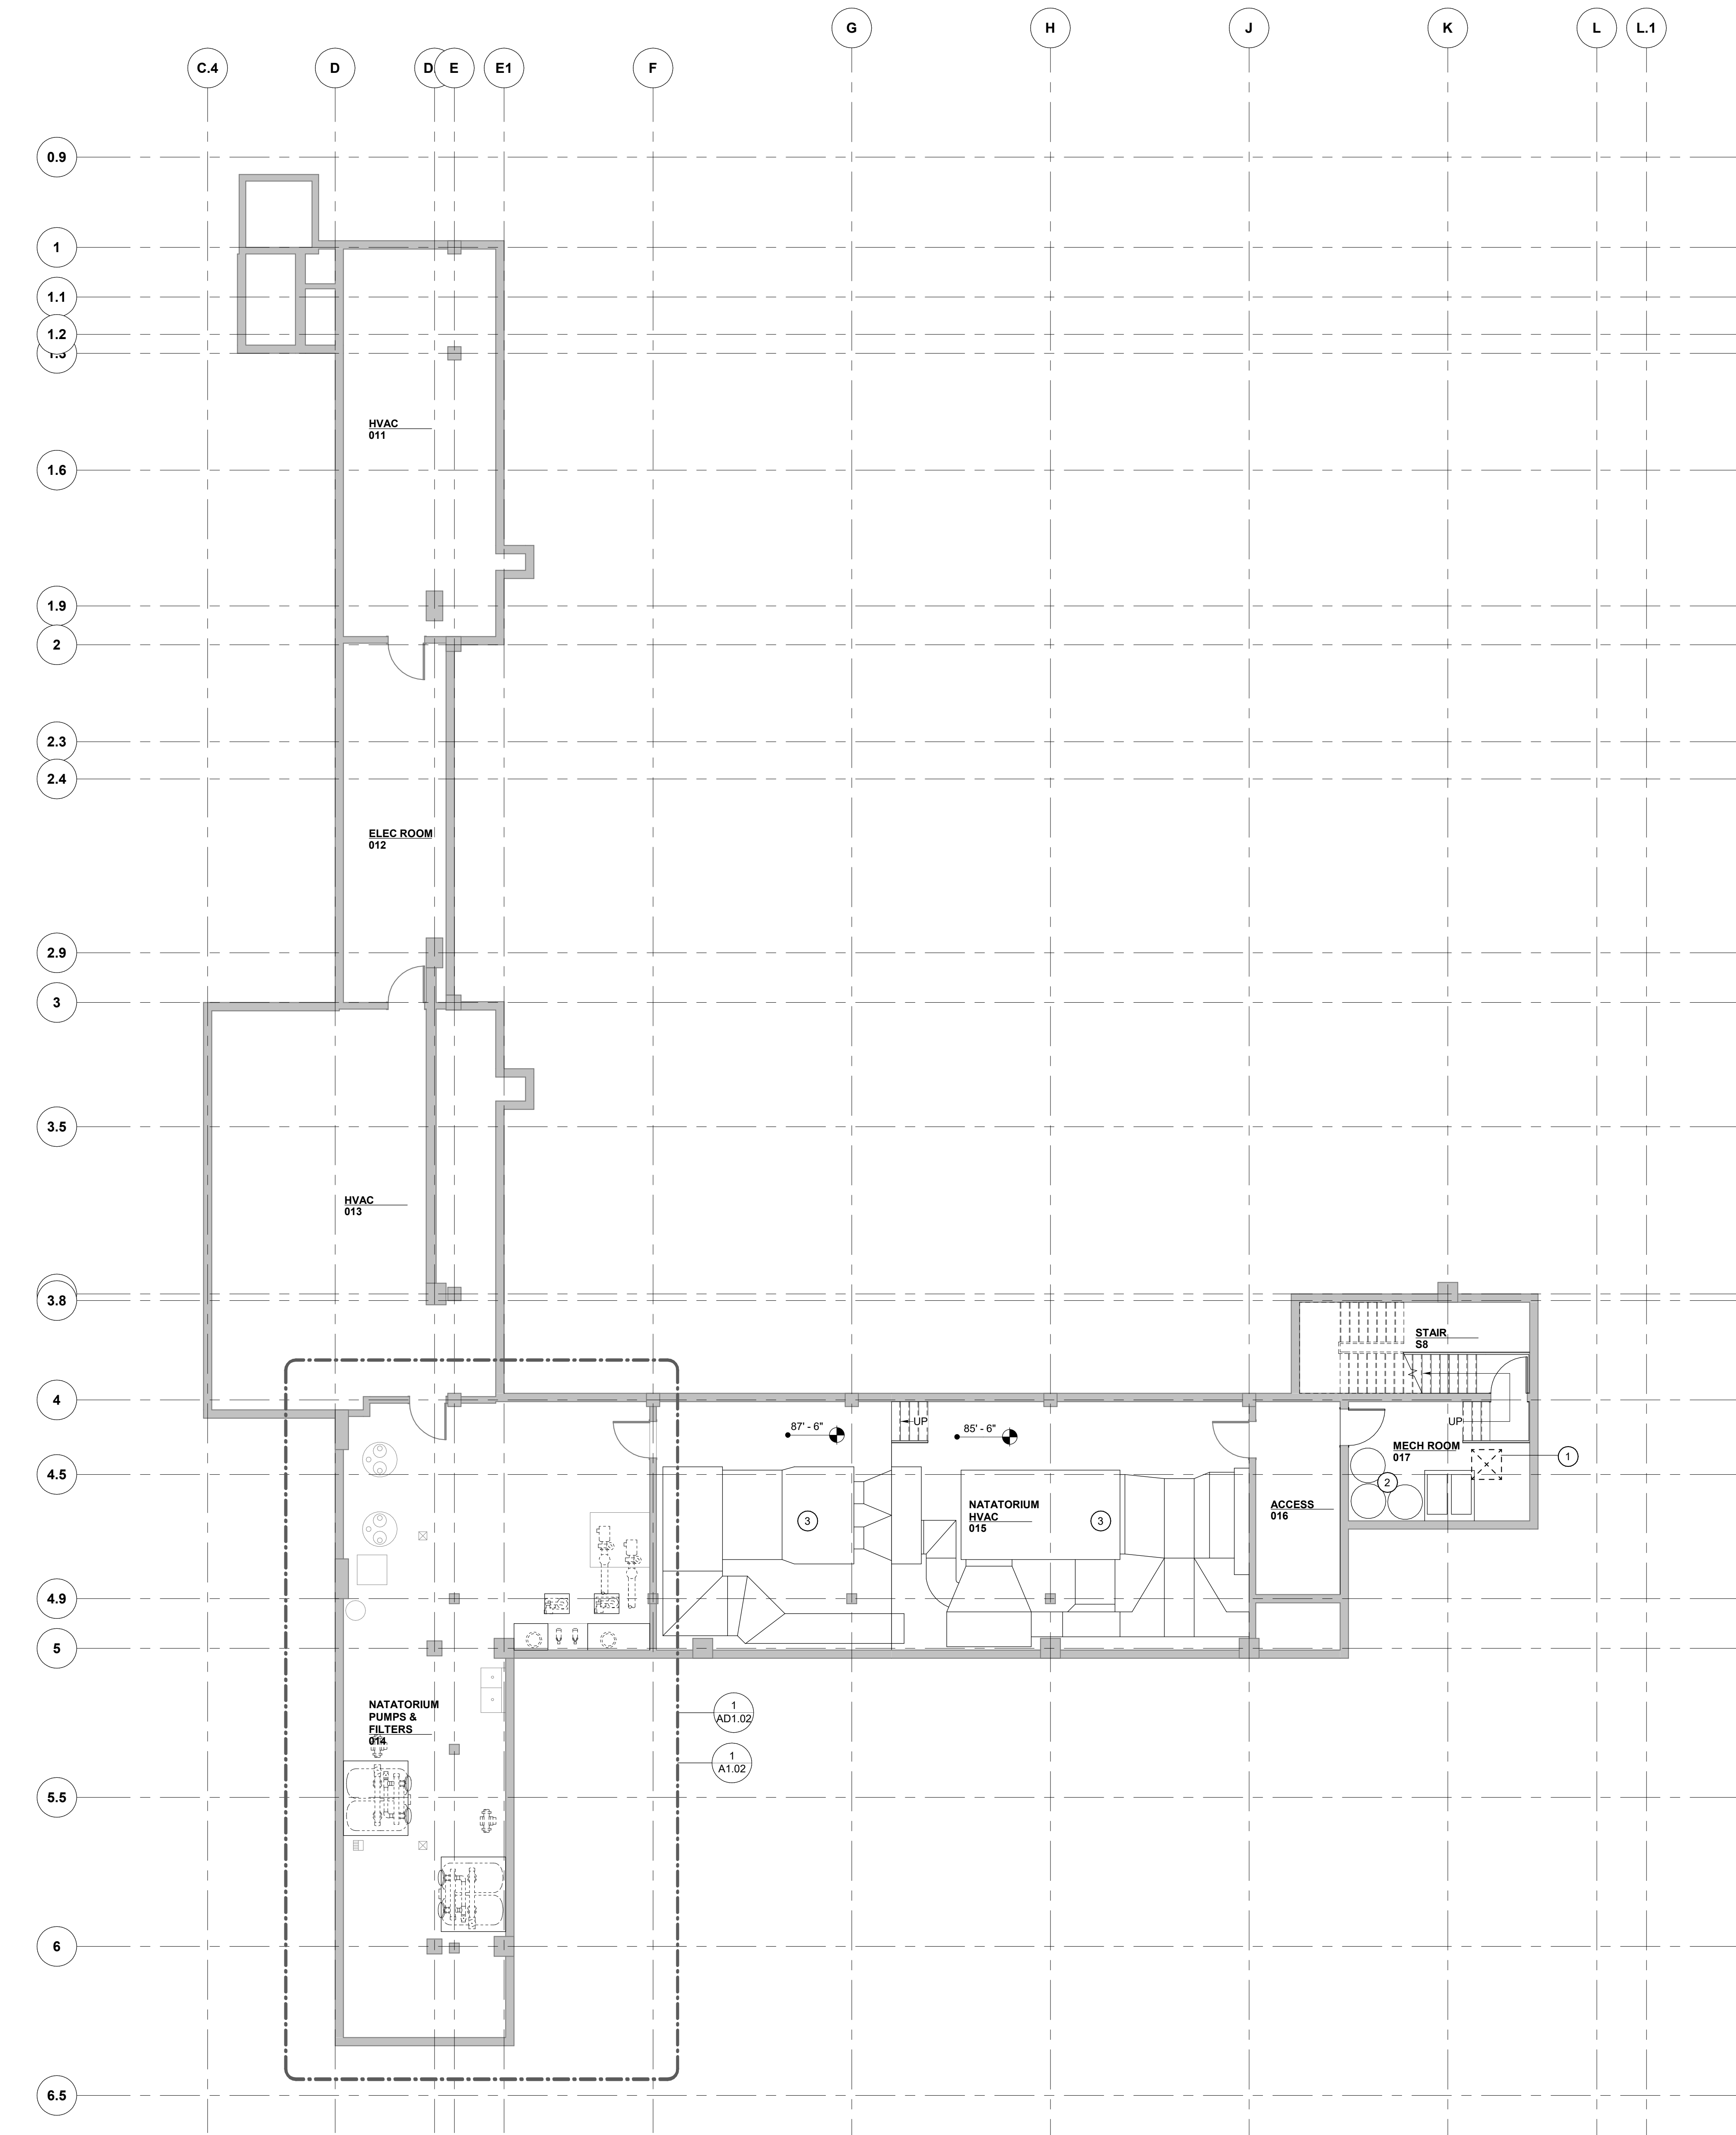 G
H
J
K
L
L.1
C.4
D
D
E
E1
F
0.9
1
1.1
1.2
HVAC
011
1.6
1.9
2
2.3
2.4
ELEC ROOM
012
2.9
3
3.5
HVAC
013
3.8
STAIR
S8
4
87' - 6"
UP
85' - 6"
UP
MECH ROOM
017
1
4.5
2
NATATORIUM
HVAC
015
3
3
ACCESS
016
4.9
5
NATATORIUM
PUMPS &
FILTERS
014
1
AD1.02
1
A1.02
5.5
6
6.5